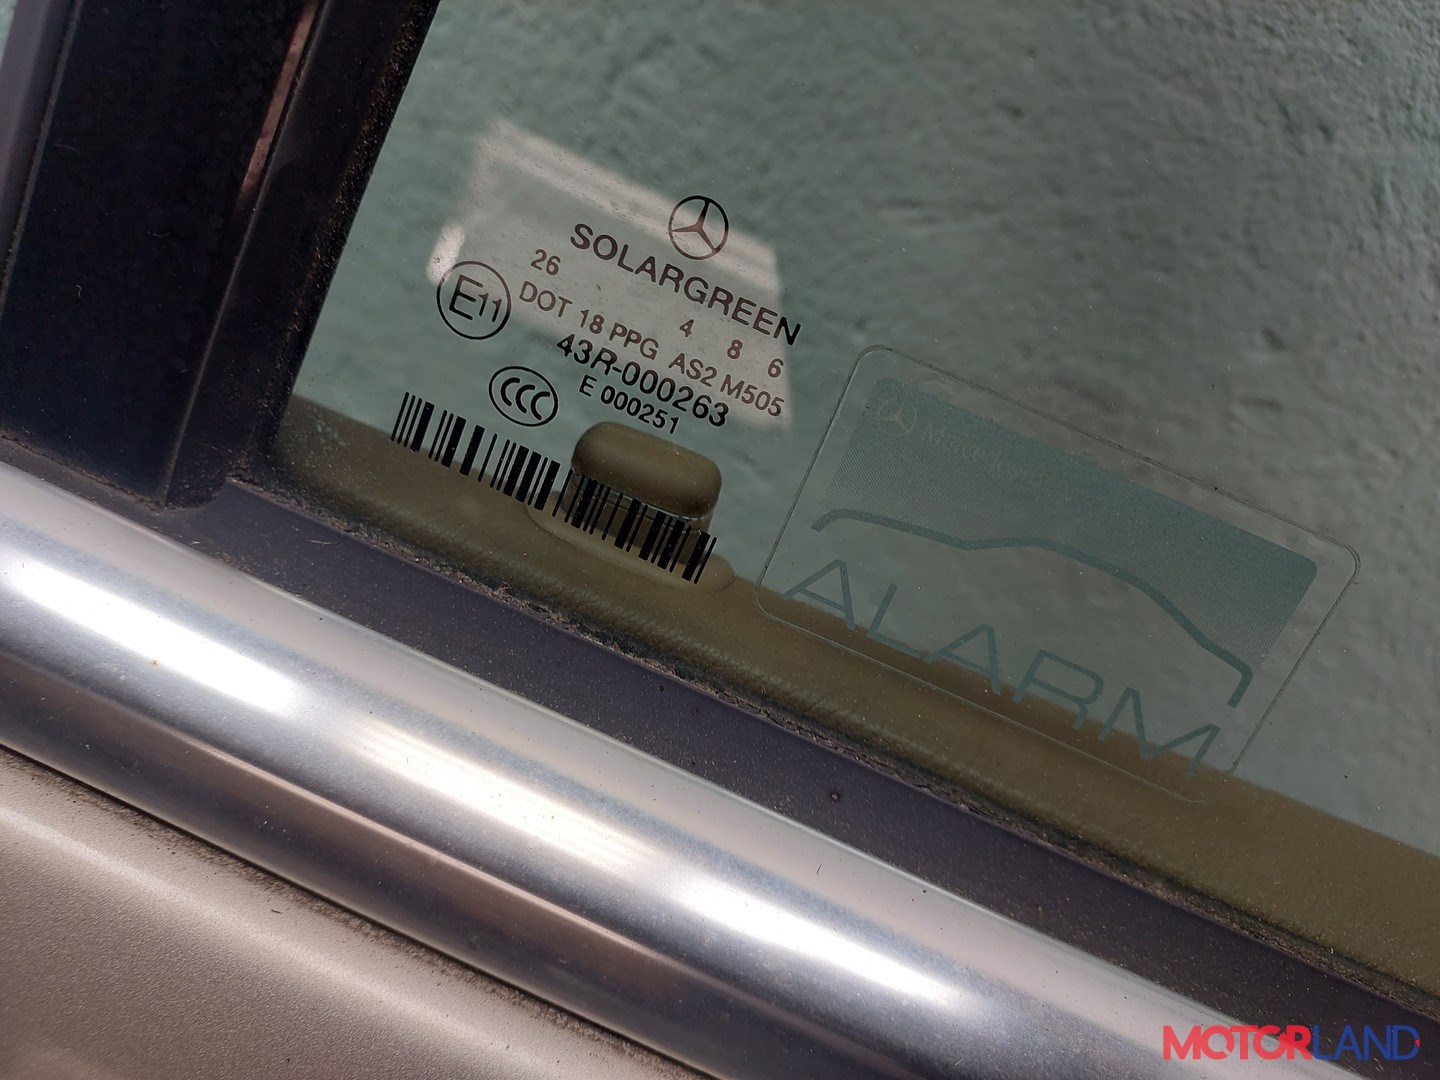 SOLARGREEN
26 4 8 6
E11
DOT 18 PPG AS2 M505
43R-000263
E 000251
CCC
ALARM
MOTORLAND